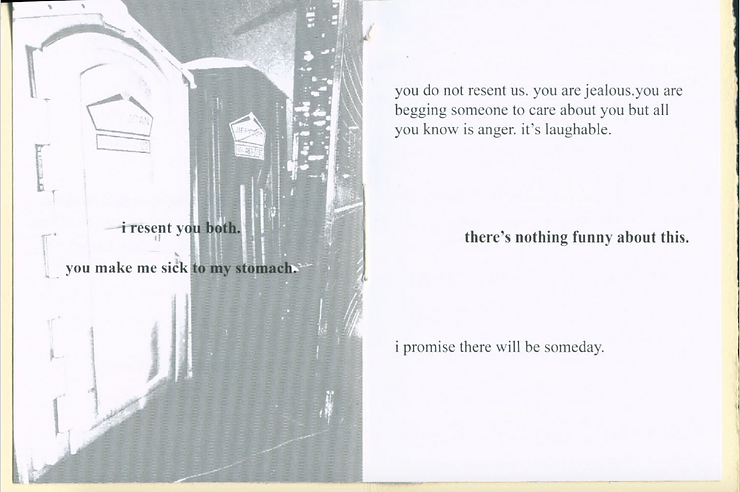 i resent you both.
you make me sick to my stomach.
you do not resent us. you are jealous.you are
begging someone to care about you but all
you know is anger. it's laughable.
there's nothing funny about this.
i promise there will be someday.